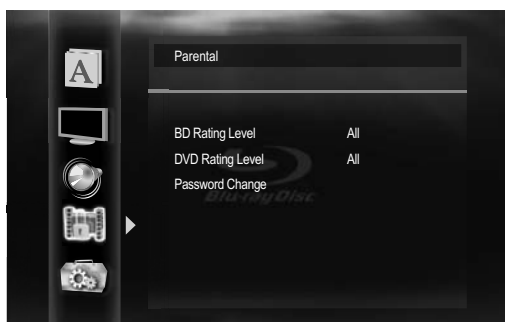 A
Parental
BD Rating Level All
DVD Rating Level All
Password Change
Blu-ray Disc